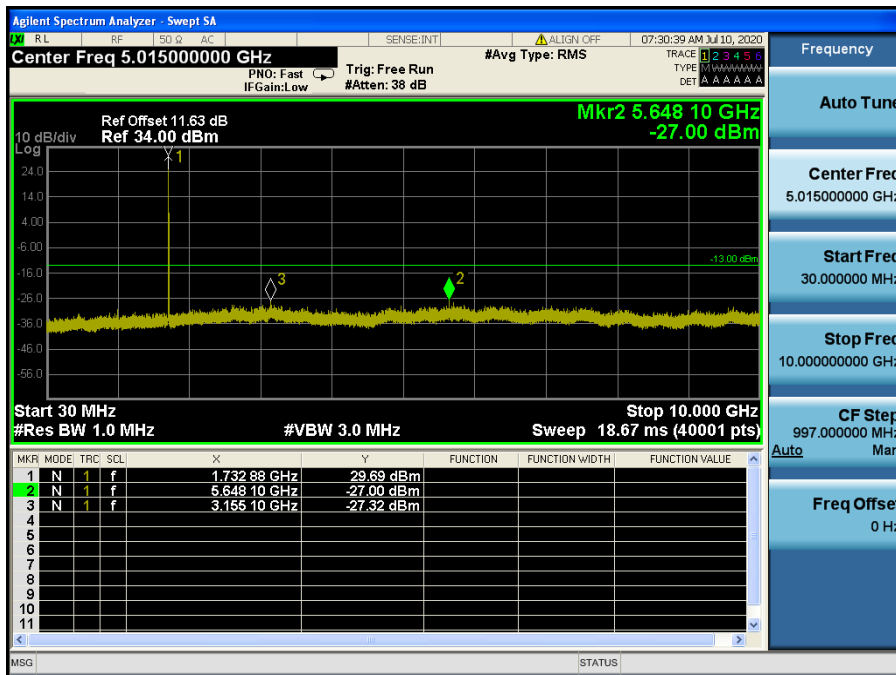 Agilent Spectrum Analyzer - Swept SA
LXI RL RF 50 Ω AC SENSE:INT ALIGN OFF 07:30:39 AM Jul 10, 2020
Center Freq 5.015000000 GHz #Avg Type: RMS TRACE 1 2 3 4 5 6
PNO: Fast Trig: Free Run TYPE M WWWWW
IFGain:Low #Atten: 38 dB DET A A A A A A
Frequency
Auto Tune
Center Freq
5.015000000 GHz
Start Freq
30.000000 MHz
Stop Freq
10.000000000 GHz
CF Step
997.000000 MHz
Auto Man
Freq Offset
0 Hz
Mkr2 5.648 10 GHz
-27.00 dBm
Ref Offset 11.63 dB
10 dB/div Ref 34.00 dBm
Log
1
24.0
14.0
4.00
-6.00
-13.00 dBm
-16.0
3
2
-26.0
-36.0
-46.0
-56.0
Start 30 MHz Stop 10.000 GHz
#Res BW 1.0 MHz #VBW 3.0 MHz Sweep 18.67 ms (40001 pts)
MKR MODE TRC SCL X Y FUNCTION FUNCTION WIDTH FUNCTION VALUE
1 N 1 f 1.732 88 GHz 29.69 dBm
2 N 1 f 5.648 10 GHz -27.00 dBm
3 N 1 f 3.155 10 GHz -27.32 dBm
4
5
6
7
8
9
10
11
MSG STATUS